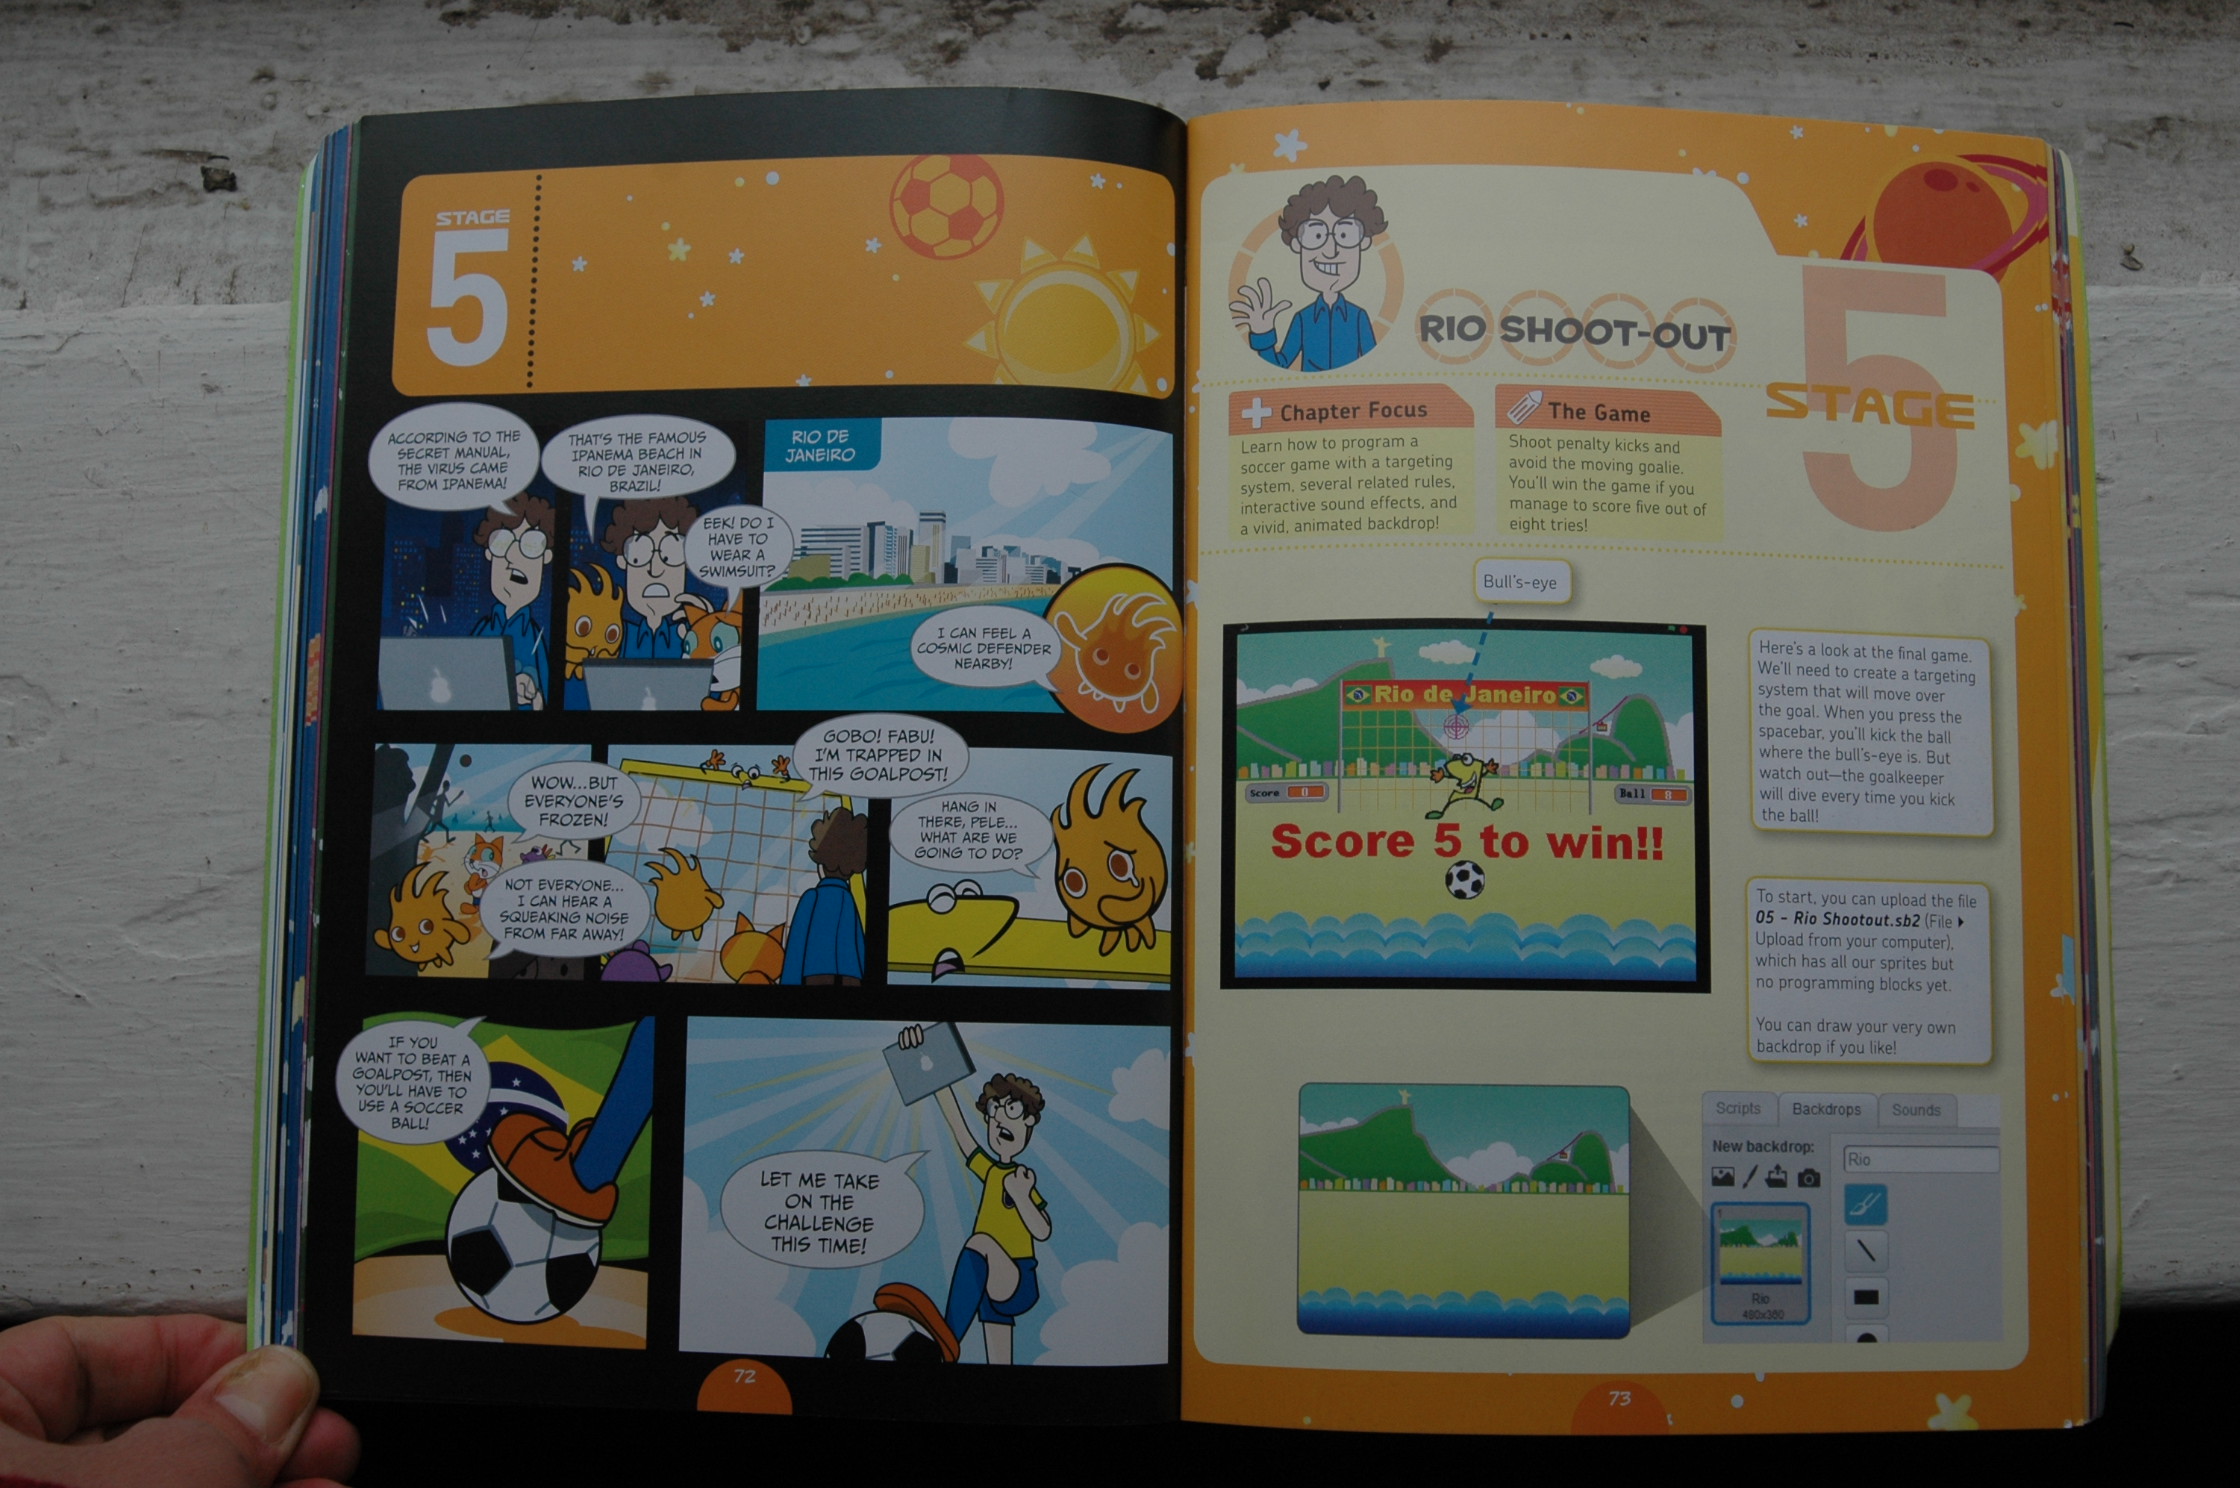 STAGE
5
ACCORDING TO THE
SECRET MANUAL,
THE VIRUS CAME
FROM IPANEMA!
THAT'S THE FAMOUS
IPANEMA BEACH IN
RIO DE JANEIRO,
BRAZIL!
EEK! DO I
HAVE TO
WEAR A
SWIMSUIT?
RIO DE
JANEIRO
I CAN FEEL A
COSMIC DEFENDER
NEARBY!
WOW...BUT
EVERYONE'S
FROZEN!
NOT EVERYONE...
I CAN HEAR A
SQUEAKING NOISE
FROM FAR AWAY!
GOBO! FABU!
I'M TRAPPED IN
THIS GOALPOST!
HANG IN
THERE, PELE...
WHAT ARE WE
GOING TO DO?
IF YOU
WANT TO BEAT A
GOALPOST, THEN
YOU'LL HAVE TO
USE A SOCCER
BALL!
LET ME TAKE
ON THE
CHALLENGE
THIS TIME!
72
RIO SHOOT-OUT
5
STAGE
Chapter Focus
Learn how to program a
soccer game with a targeting
system, several related rules,
interactive sound effects, and
a vivid, animated backdrop!
The Game
Shoot penalty kicks and
avoid the moving goalie.
You'll win the game if you
manage to score five out of
eight tries!
Bull's-eye
Rio de Janeiro
Score 0
Ball 8
Score 5 to win!!
Here's a look at the final game.
We'll need to create a targeting
system that will move over
the goal. When you press the
spacebar, you'll kick the ball
where the bull's-eye is. But
watch out—the goalkeeper
will dive every time you kick
the ball!
To start, you can upload the file
05 - Rio Shootout.sb2 (File ▸
Upload from your computer),
which has all our sprites but
no programming blocks yet.
You can draw your very own
backdrop if you like!
Scripts Backdrops Sounds
New backdrop:
Rio
1
Rio
480x360
73